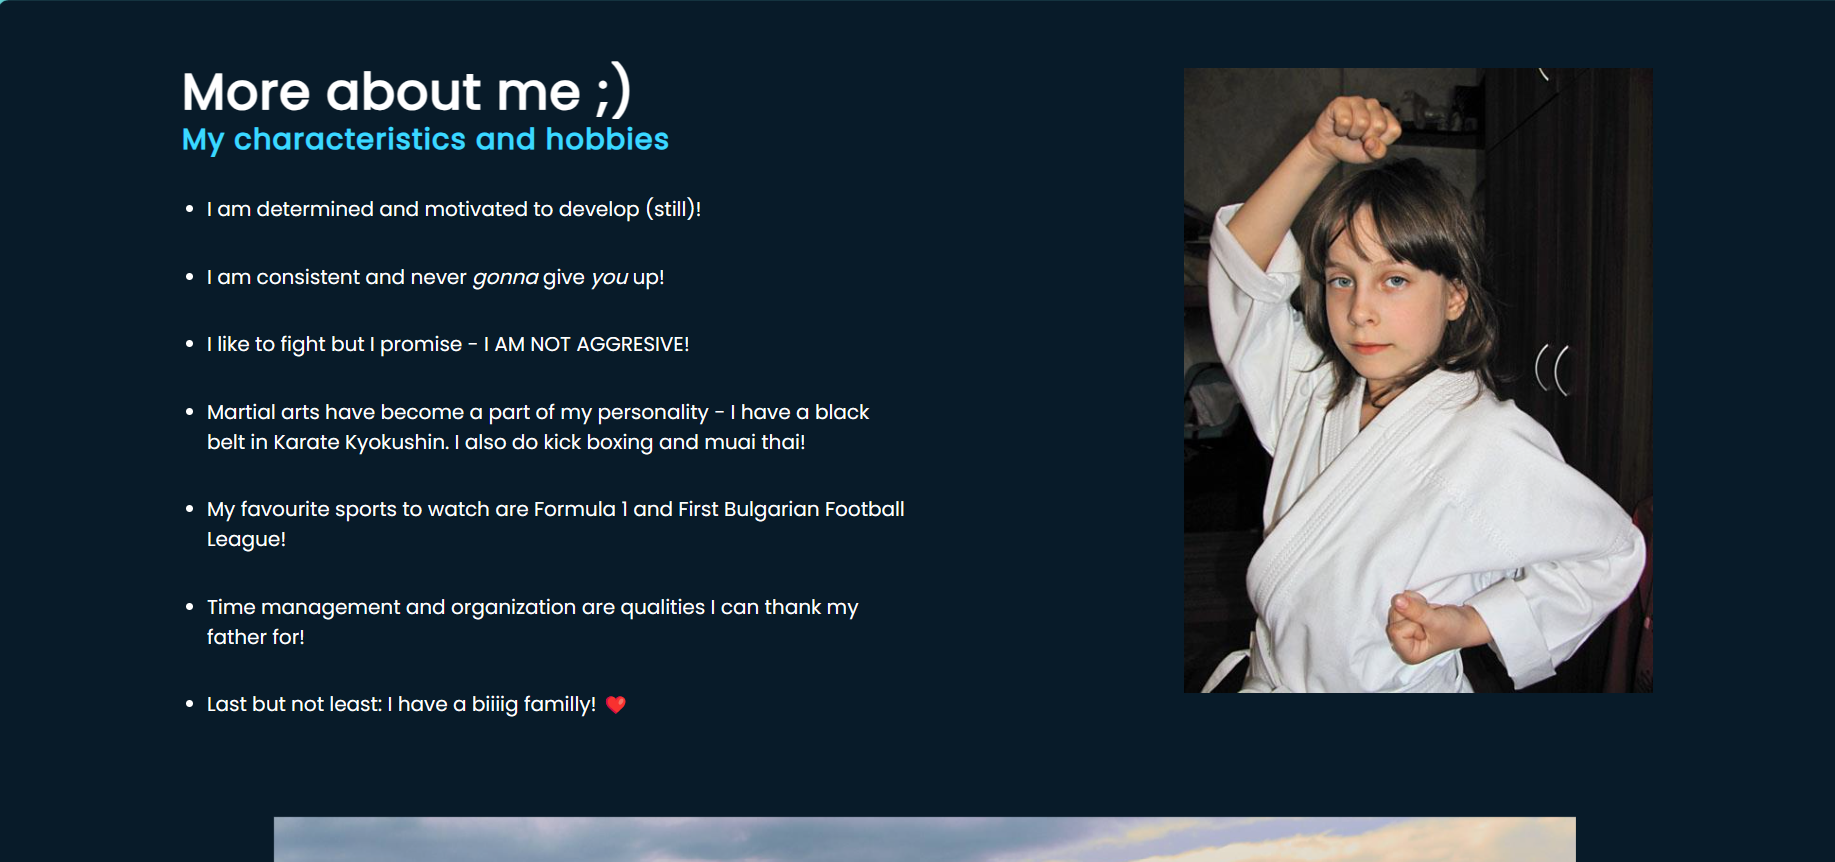 More about me ;)
My characteristics and hobbies
• I am determined and motivated to develop (still)!
• I am consistent and never gonna give you up!
• I like to fight but I promise - I AM NOT AGGRESIVE!
• Martial arts have become a part of my personality - I have a black
belt in Karate Kyokushin. I also do kick boxing and muai thai!
• My favourite sports to watch are Formula 1 and First Bulgarian Football
League!
• Time management and organization are qualities I can thank my
father for!
• Last but not least: I have a biiiig familly! ❤️